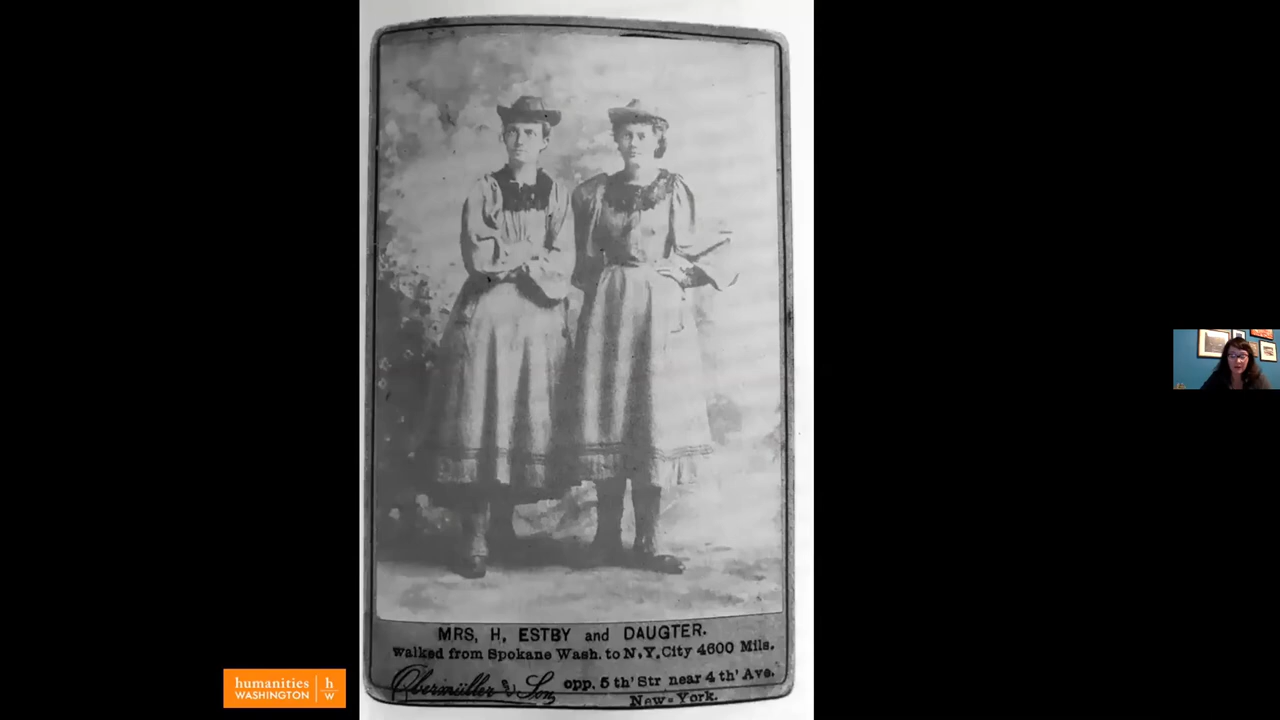 MRS, H, ESTBY and DAUGTER.
walked from Spokane Wash. to N.Y. City 4600 Mils.
Obermüller & Son, opp. 5 th' Str near 4 th' Ave.
New-York.
humanities
WASHINGTON
h
w